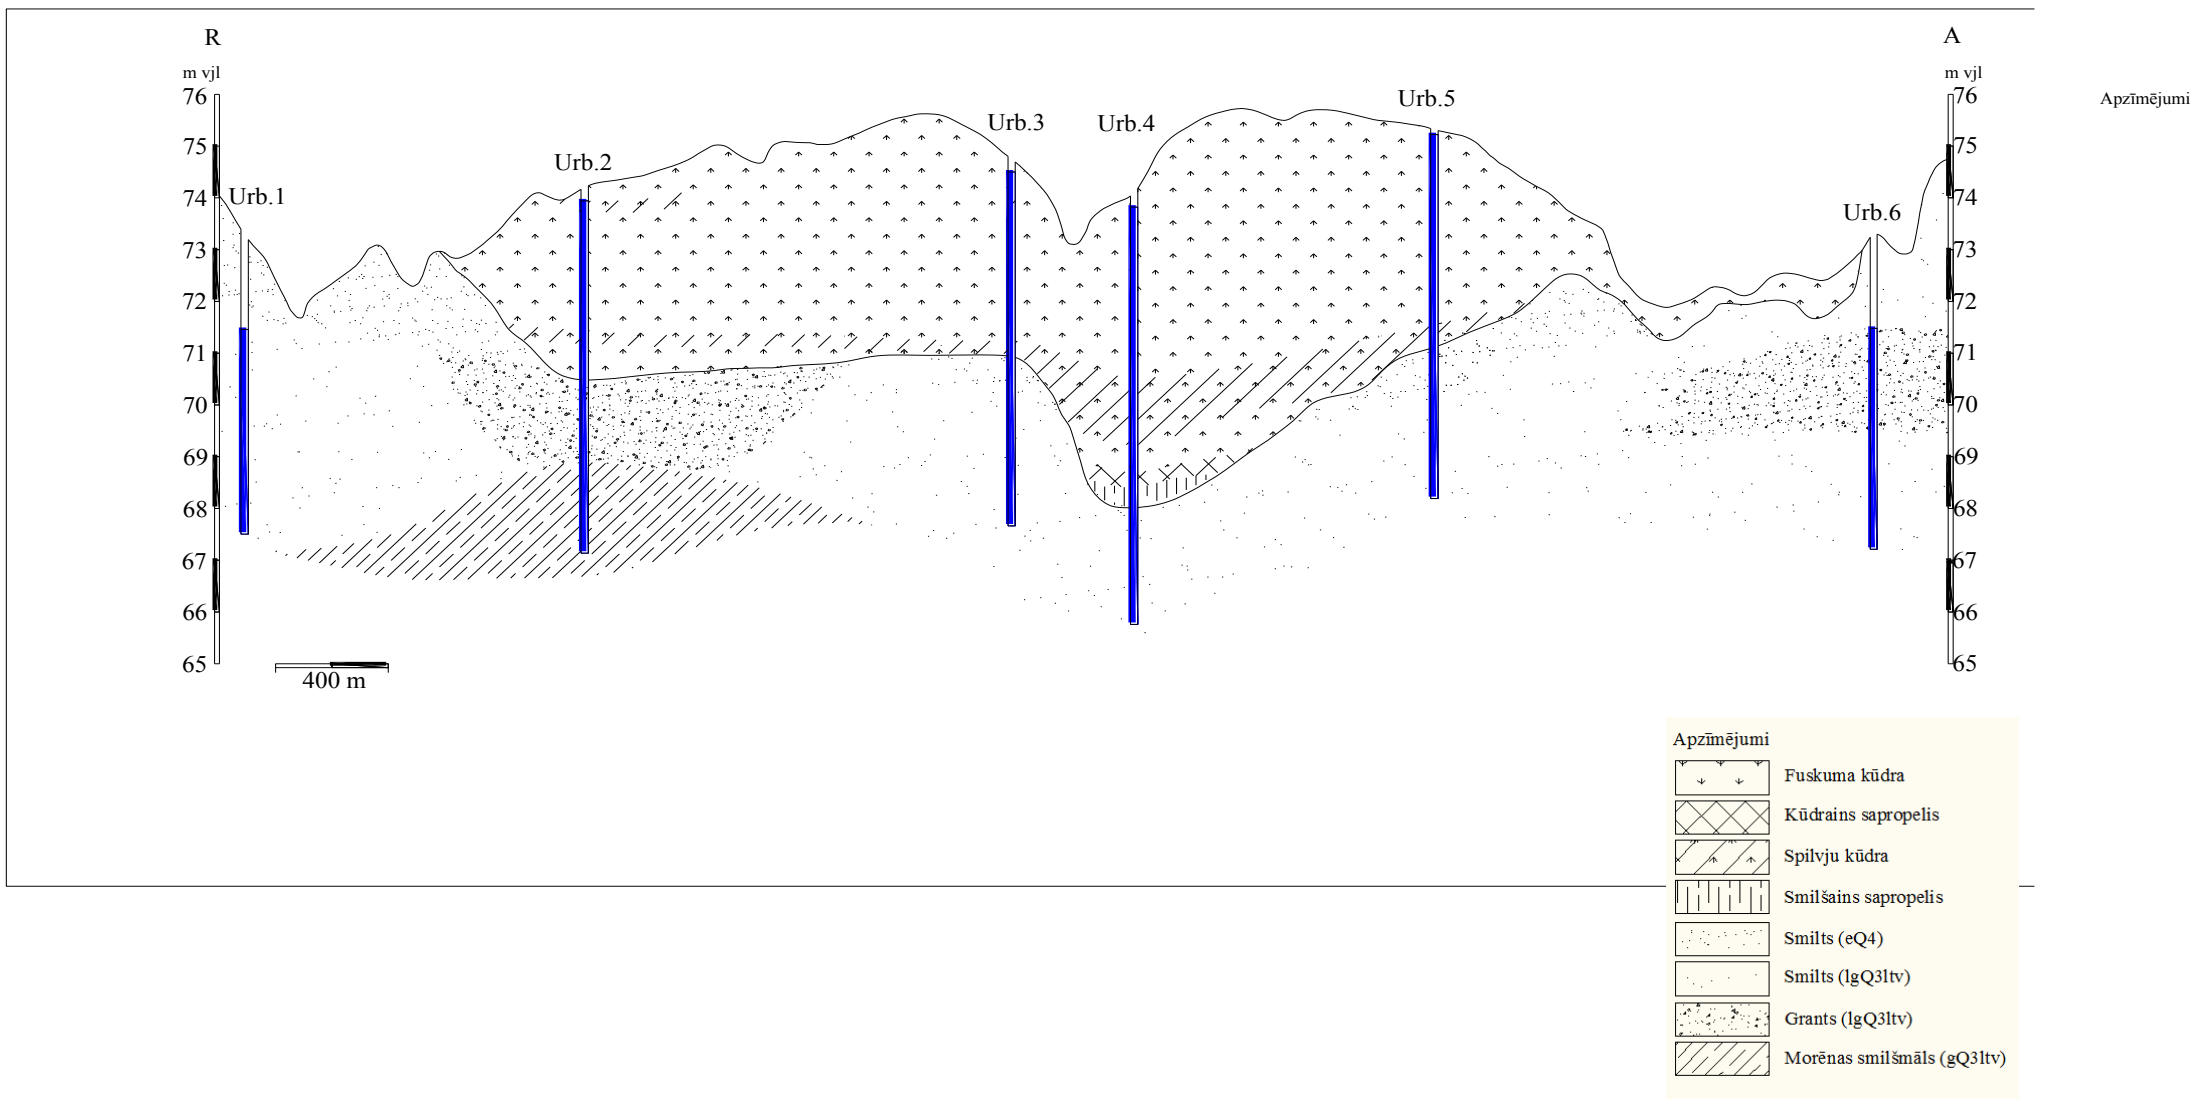 R
A
m vjl
m vjl
76
75
74
73
72
71
70
69
68
67
66
65
Urb.1
Urb.2
Urb.3
Urb.4
Urb.5
Urb.6
76
75
74
73
72
71
70
69
68
67
66
65
400 m
Apzīmējumi
Apzīmējumi
Fuskuma kūdra
Kūdrains sapropelis
Spilvju kūdra
Smilšains sapropelis
Smilts (eQ4)
Smilts (lgQ3ltv)
Grants (lgQ3ltv)
Morēnas smilšmāls (gQ3ltv)